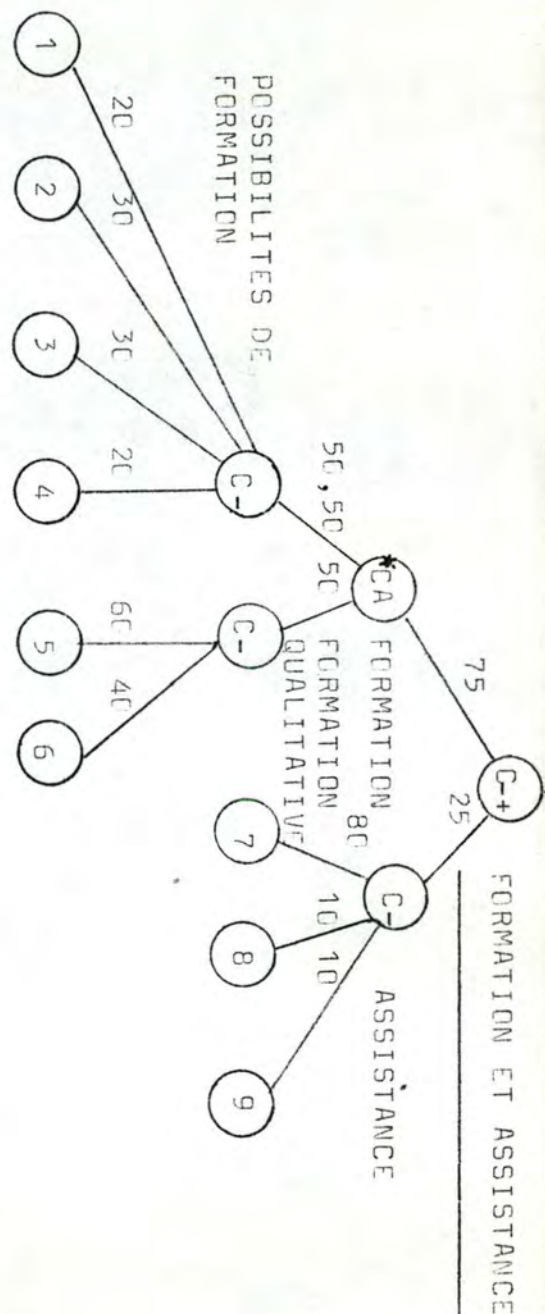 FORMATION ET ASSISTANCE
C-+
75
25
*CA
FORMATION
C-
ASSISTANCE
50,50
50
FORMATION
QUALITATIVE
80
10
10
POSSIBILITES DE
FORMATION
C-
C-
7
8
9
20
30
30
20
60
40
1
2
3
4
5
6